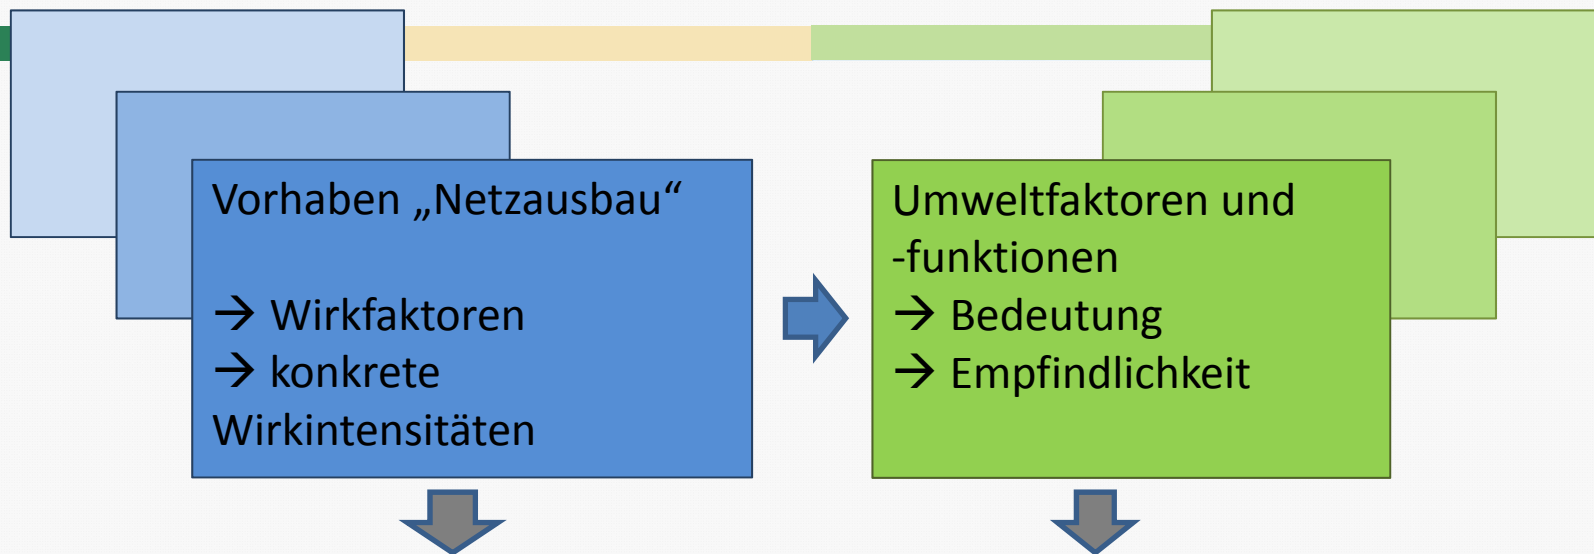 Vorhaben „Netzausbau“
→ Wirkfaktoren
→ konkrete
Wirkintensitäten
Umweltfaktoren und
-funktionen
→ Bedeutung
→ Empfindlichkeit